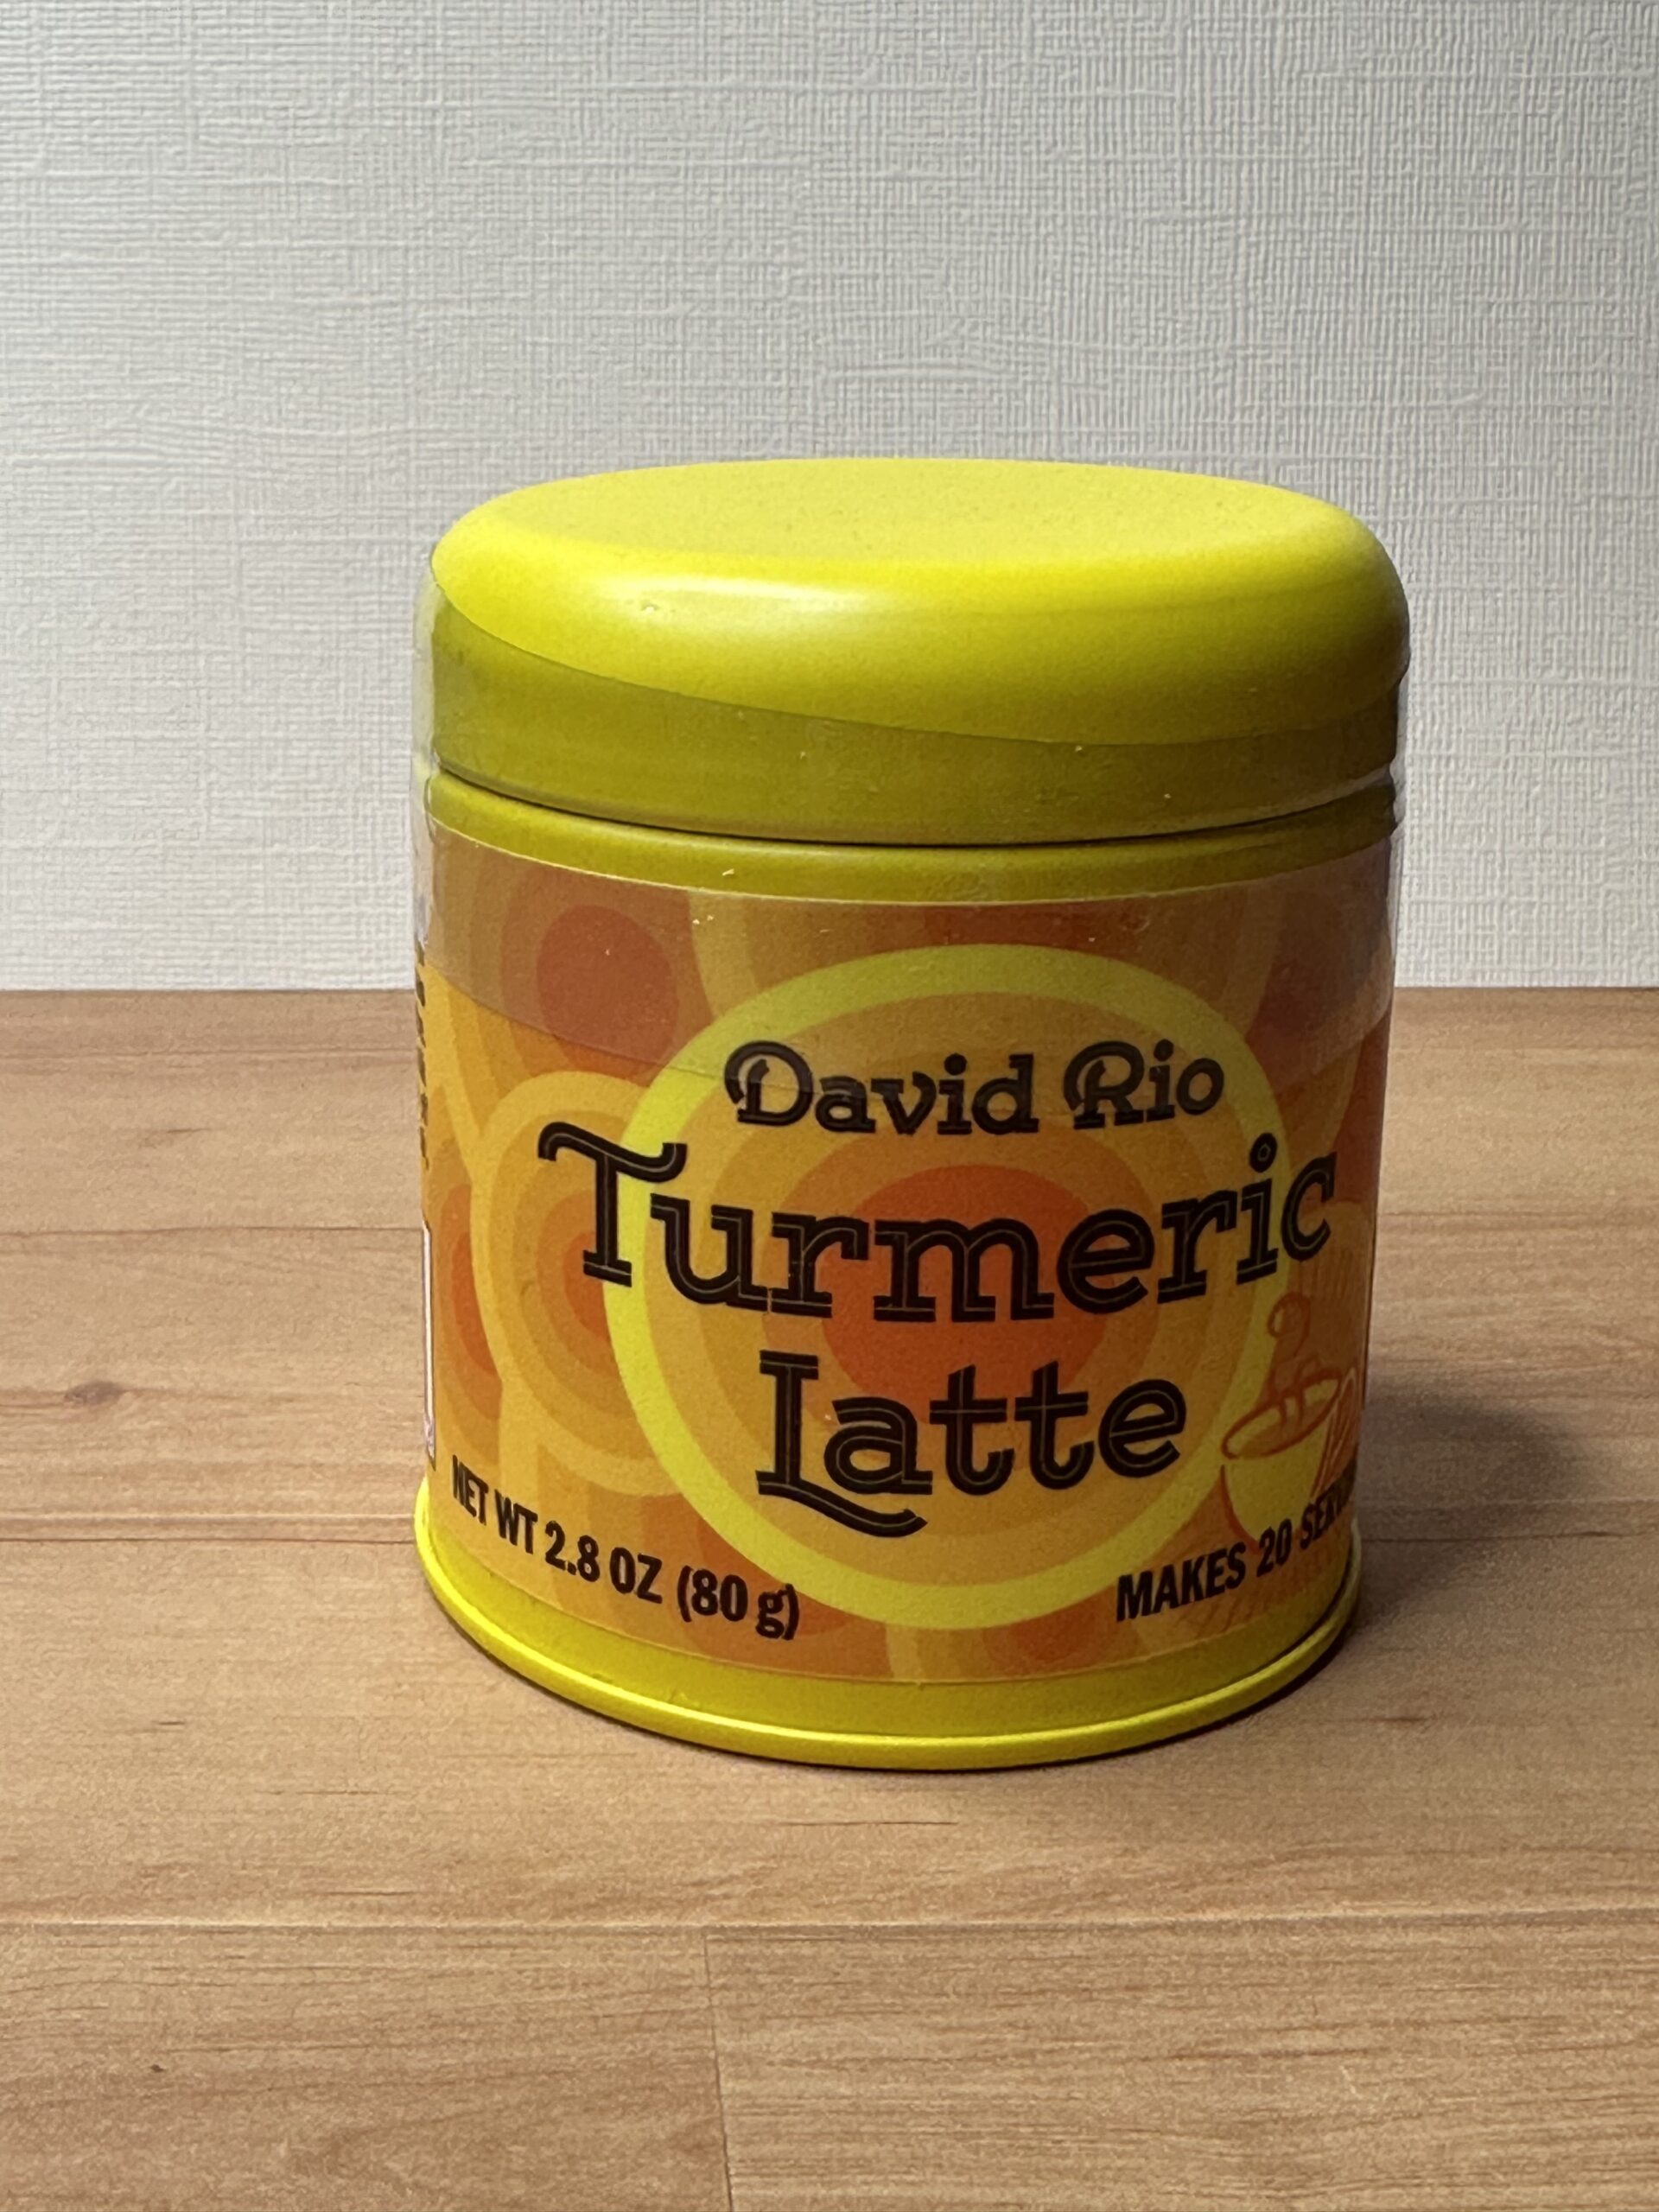 David Rio
Turmeric
Latte
NET WT 2.8 OZ (80 g)
MAKES 20